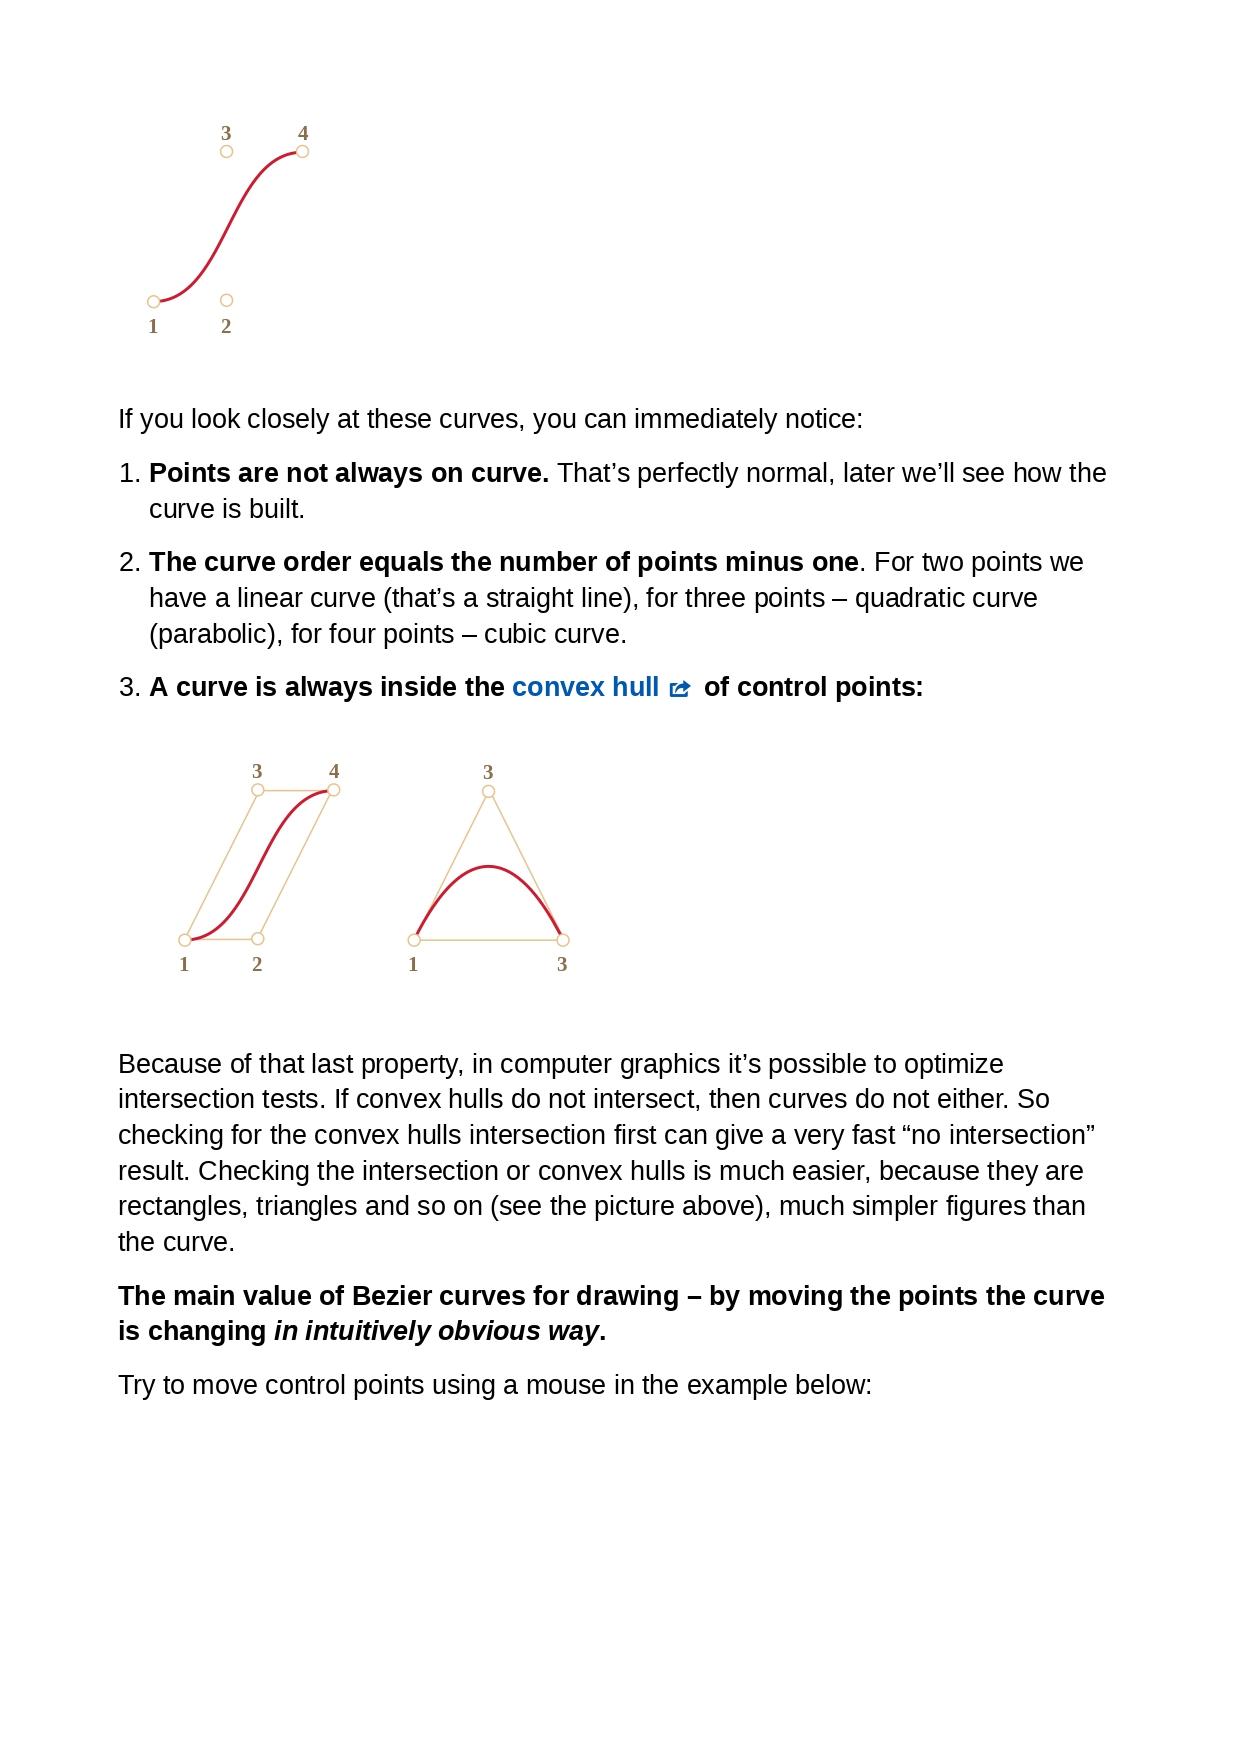 3 4
1 2
If you look closely at these curves, you can immediately notice:
1. Points are not always on curve. That’s perfectly normal, later we’ll see how the
curve is built.
2. The curve order equals the number of points minus one. For two points we
have a linear curve (that’s a straight line), for three points – quadratic curve
(parabolic), for four points – cubic curve.
3. A curve is always inside the convex hull of control points:
3 4 3
1 2 1 3
Because of that last property, in computer graphics it’s possible to optimize
intersection tests. If convex hulls do not intersect, then curves do not either. So
checking for the convex hulls intersection first can give a very fast “no intersection”
result. Checking the intersection or convex hulls is much easier, because they are
rectangles, triangles and so on (see the picture above), much simpler figures than
the curve.
The main value of Bezier curves for drawing – by moving the points the curve
is changing in intuitively obvious way.
Try to move control points using a mouse in the example below: